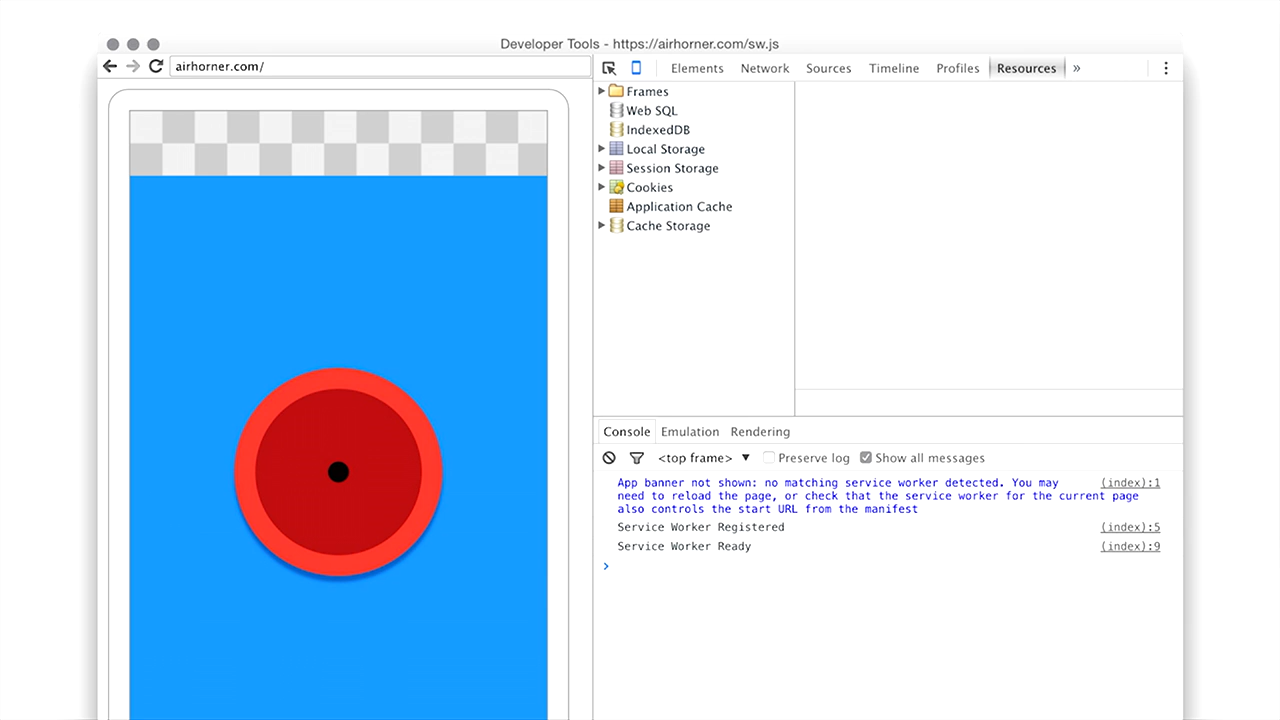 Developer Tools - https://airhorner.com/sw.js
airhorner.com/
Elements Network Sources Timeline Profiles Resources »
Frames
Web SQL
IndexedDB
Local Storage
Session Storage
Cookies
Application Cache
Cache Storage
Console Emulation Rendering
<top frame> Preserve log Show all messages
App banner not shown: no matching service worker detected. You may (index):1
need to reload the page, or check that the service worker for the current page
also controls the start URL from the manifest
Service Worker Registered (index):5
Service Worker Ready (index):9